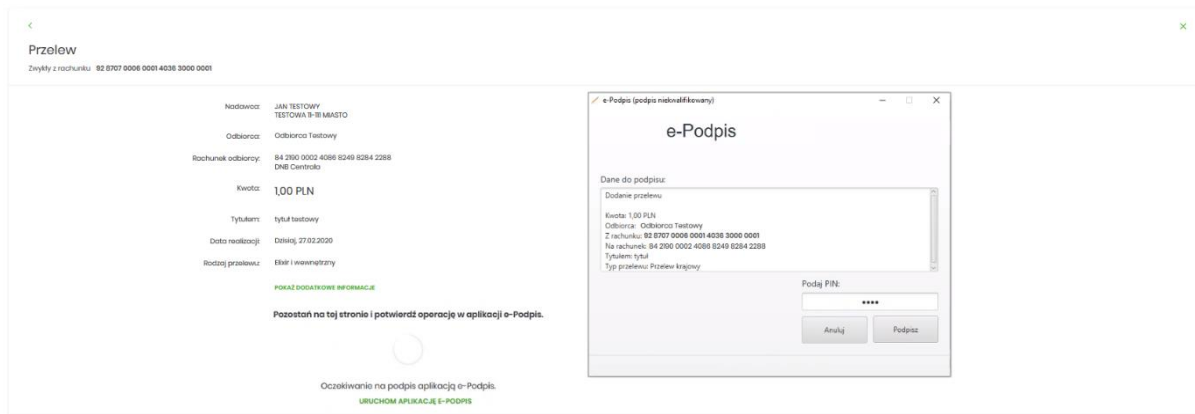 Przelew
Zwykły z rachunku 92 8707 0006 0001 4036 3000 0001
Nadawca: JAN TESTOWY
TESTOWA 11-111 MIASTO
Odbiorca: Odbiorca Testowy
Rachunek odbiorcy: 84 2190 0002 4086 8249 8284 2288
DNB Centrala
Kwota: 1,00 PLN
Tytułem: tytuł testowy
Data realizacji: Dzisiaj, 27.02.2020
Rodzaj przelewu: Elixir i wewnętrzny
POKAŻ DODATKOWE INFORMACJE
Pozostań na tej stronie i potwierdź operację w aplikacji e-Podpis.
Oczekiwanie na podpis aplikacją e-Podpis.
URUCHOM APLIKACJĘ E-PODPIS
e-Podpis (podpis niekwalifikowany)
e-Podpis
Dane do podpisu:
Dodanie przelewu
Kwota: 1,00 PLN
Odbiorca: Odbiorca Testowy
Z rachunku: 92 8707 0006 0001 4036 3000 0001
Na rachunek: 84 2190 0002 4086 8249 8284 2288
Tytułem: tytuł
Typ przelewu: Przelew krajowy
Podaj PIN:
••••
Anuluj Podpisz